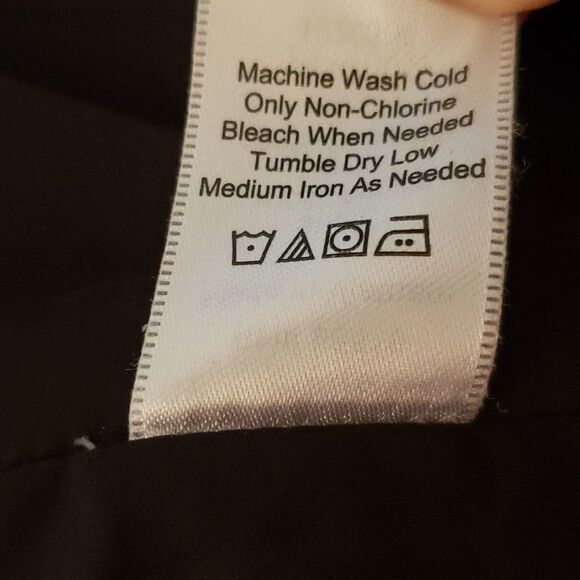 Machine Wash Cold
Only Non-Chlorine
Bleach When Needed
Tumble Dry Low
Medium Iron As Needed